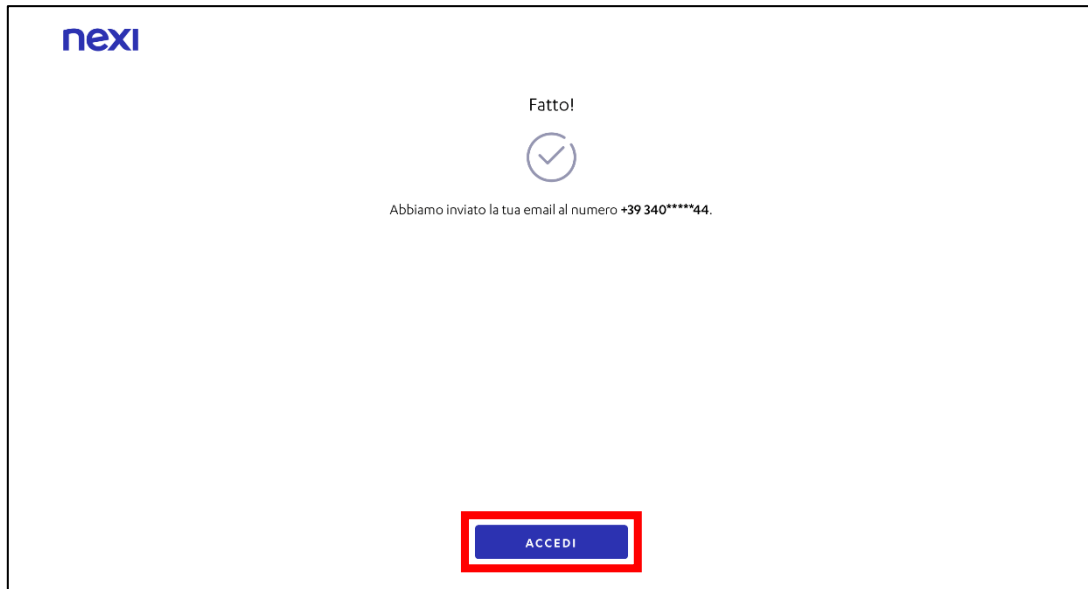 nexi
Fatto!
Abbiamo inviato la tua email al numero +39 340*****44.
ACCEDI